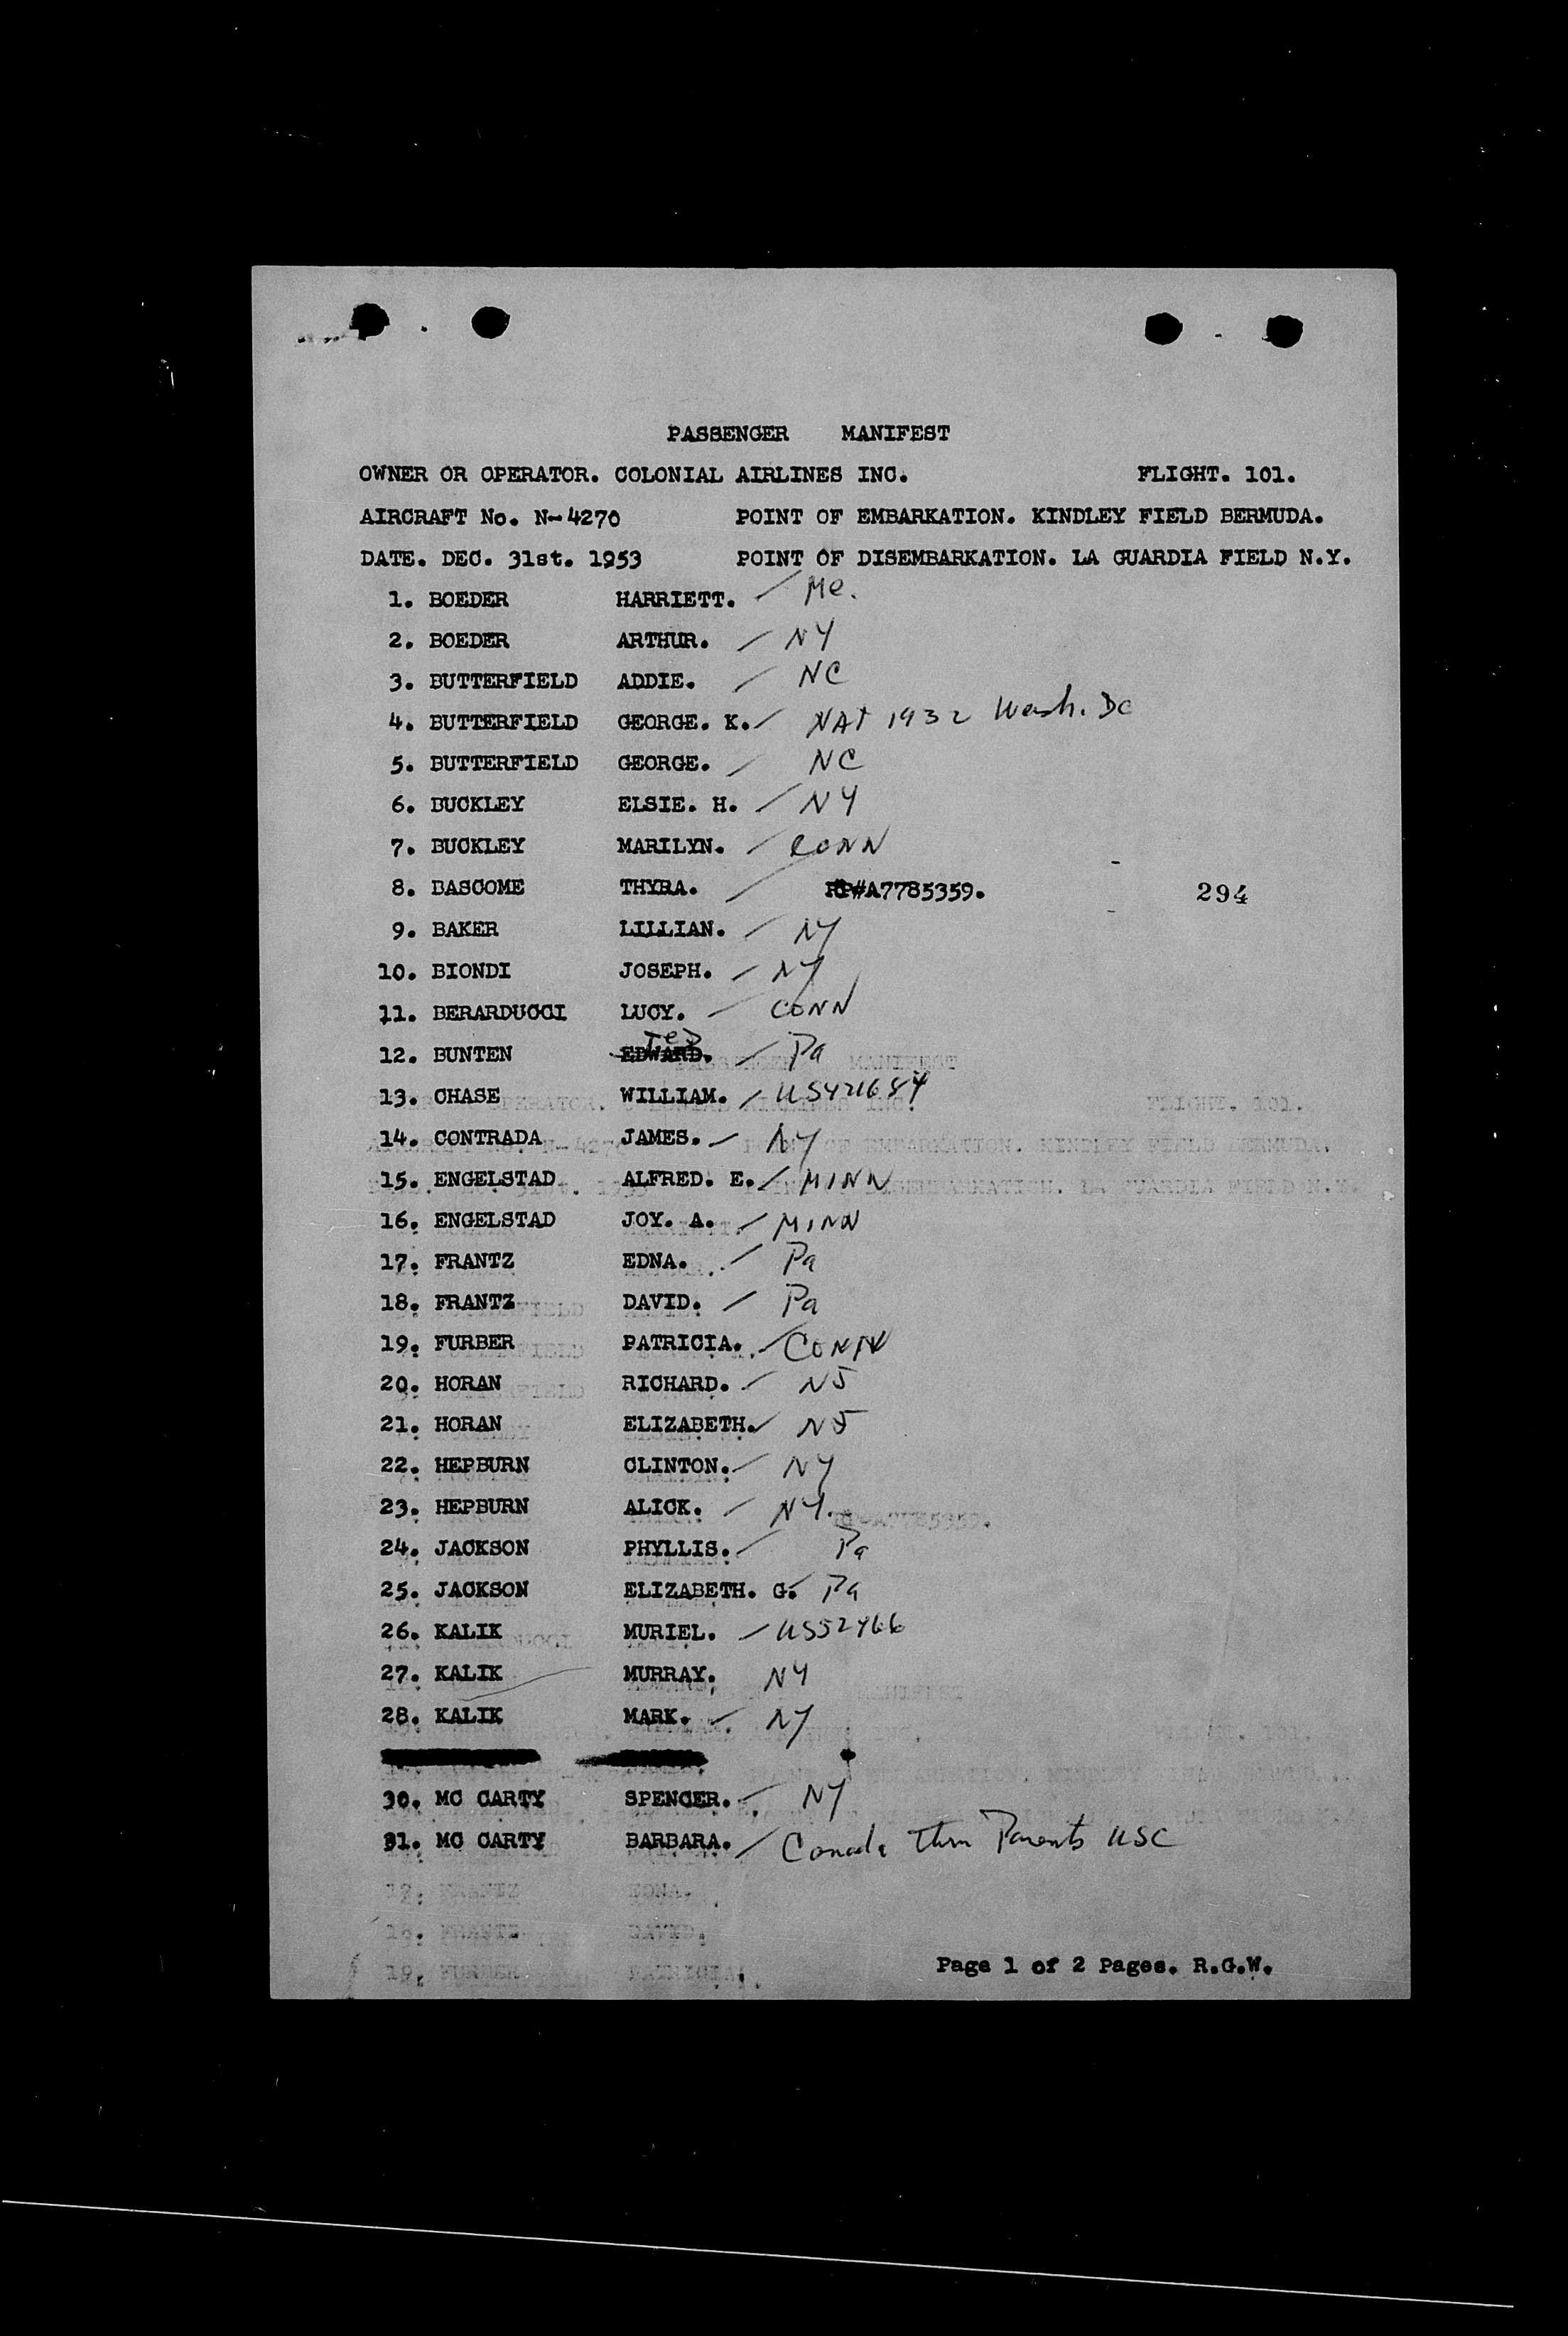 PASSENGER MANIFEST
OWNER OR OPERATOR. COLONIAL AIRLINES INC. FLIGHT. 101.
AIRCRAFT No. N-4270 POINT OF EMBARKATION. KINDLEY FIELD BERMUDA.
DATE. DEC. 31st. 1953 POINT OF DISEMBARKATION. LA GUARDIA FIELD N.Y.
1. BOEDER HARRIETT. / Me.
2. BOEDER ARTHUR. / NY
3. BUTTERFIELD ADDIE. / NC
4. BUTTERFIELD GEORGE. K. / NAT 1932 Wash. Dc
5. BUTTERFIELD GEORGE. / NC
6. BUCKLEY ELSIE. H. / NY
7. BUCKLEY MARILYN. / CONN
8. BASCOME THYRA. / RP#A7785359. 294
9. BAKER LILLIAN. / NY
10. BIONDI JOSEPH. / NY
11. BERARDUCCI LUCY. / CONN
12. BUNTEN EDWARD. Ted / Pa
13. CHASE WILLIAM. /
14. CONTRADA JAMES. / NY
15. ENGELSTAD ALFRED. E. / MINN
16. ENGELSTAD JOY. A. / MINN
17. FRANTZ EDNA. / Pa
18. FRANTZ DAVID. / Pa
19. FURBER PATRICIA. / CONN
20. HORAN RICHARD. / NJ
21. HORAN ELIZABETH. / NJ
22. HEPBURN CLINTON. / NY
23. HEPBURN ALICK. / NY.
24. JACKSON PHYLLIS. / Pa
25. JACKSON ELIZABETH. G. / Pa
26. KALIK MURIEL. / US52466
27. KALIK MURRAY. NY
28. KALIK MARK. / NY
30. MC CARTY SPENCER. / NY
31. MC CARTY BARBARA. / Canada Thru Parents USC
Page 1 of 2 Pages. R.G.W.